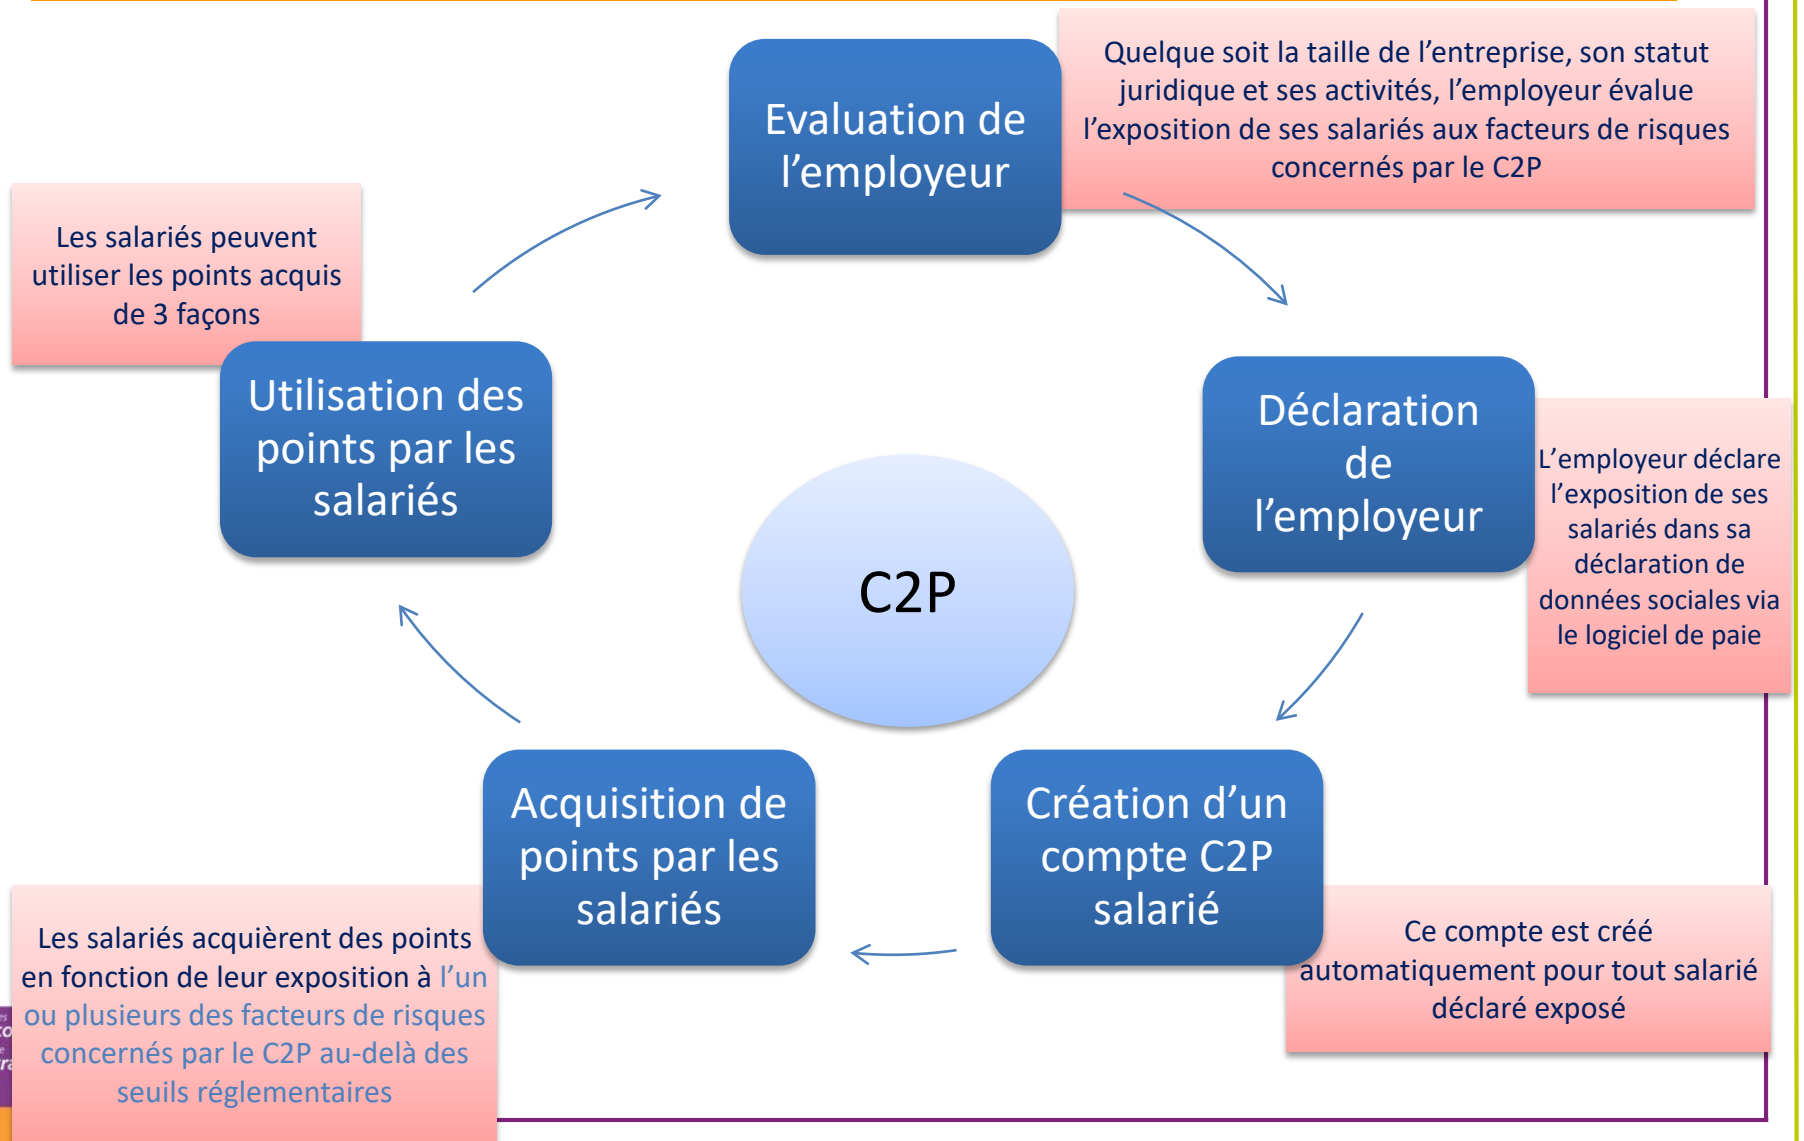 Evaluation de
l’employeur
Quelque soit la taille de l’entreprise, son statut
juridique et ses activités, l’employeur évalue
l’exposition de ses salariés aux facteurs de risques
concernés par le C2P
Déclaration
de
l’employeur
L’employeur déclare
l’exposition de ses
salariés dans sa
déclaration de
données sociales via
le logiciel de paie
Création d’un
compte C2P
salarié
Ce compte est créé
automatiquement pour tout salarié
déclaré exposé
Acquisition de
points par les
salariés
Les salariés acquièrent des points
en fonction de leur exposition à l’un
ou plusieurs des facteurs de risques
concernés par le C2P au-delà des
seuils réglementaires
Utilisation des
points par les
salariés
Les salariés peuvent
utiliser les points acquis
de 3 façons
C2P